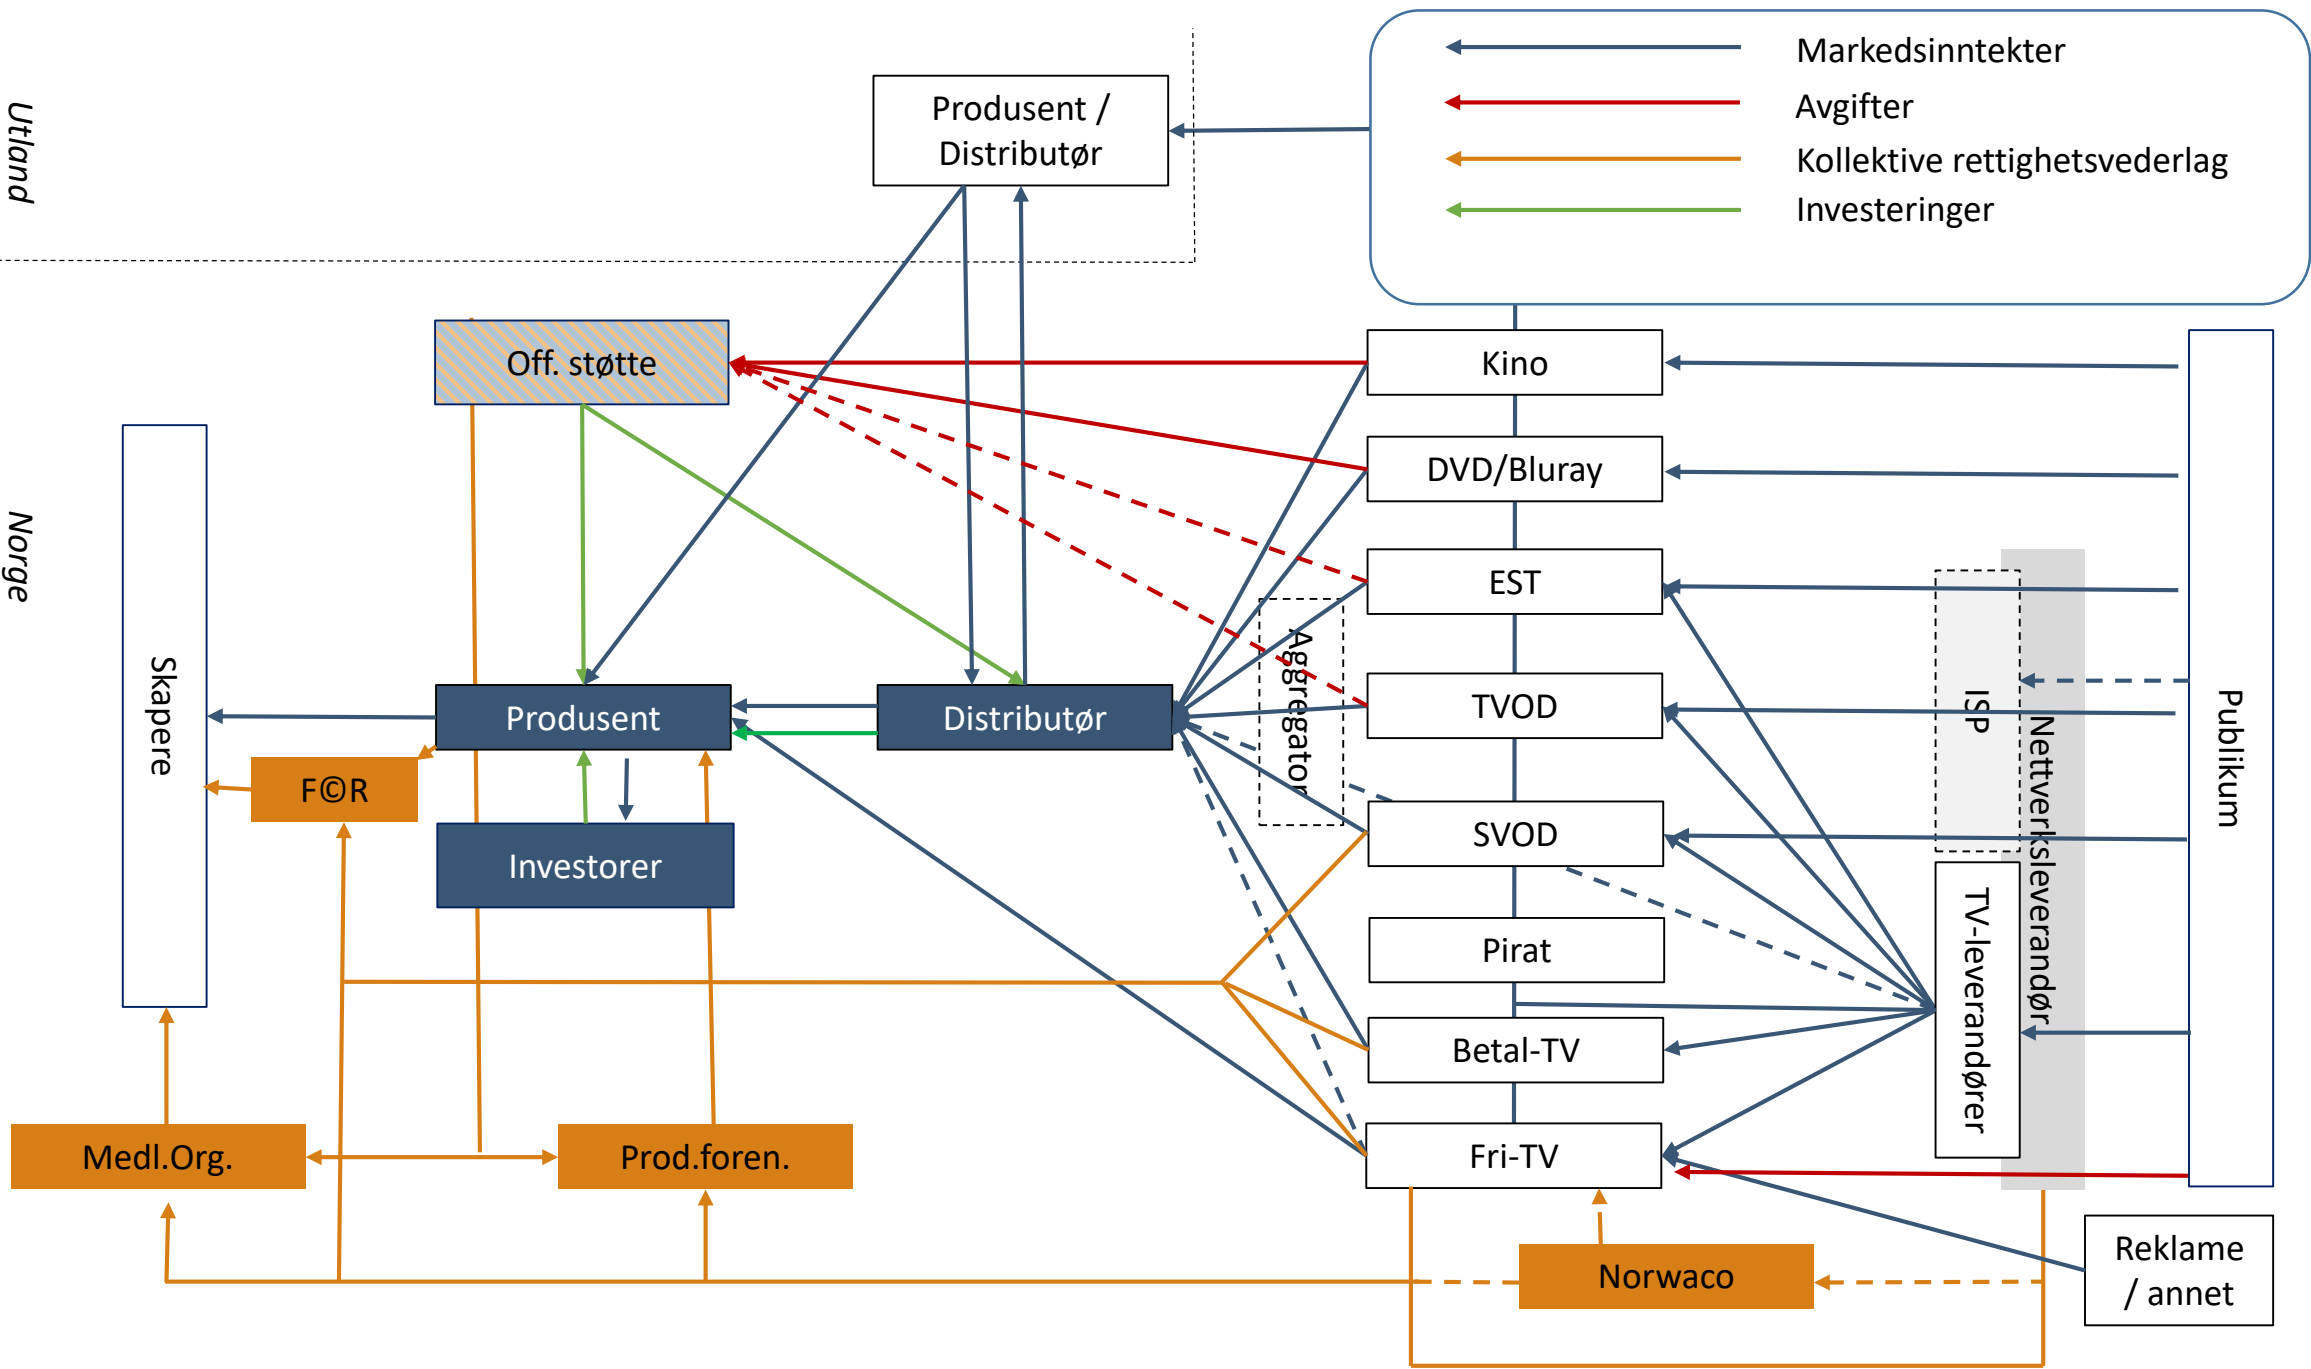 Markedsinntekter
Avgifter
Kollektive rettighetsvederlag
Investeringer
Utland
Produsent /
Distributør
Norge
Off. støtte
Kino
DVD/Bluray
EST
TVOD
SVOD
Pirat
Betal-TV
Fri-TV
Aggregator
ISP
Nettverksleverandør
TV-leverandører
Publikum
Skapere
Produsent
Distributør
F©R
Investorer
Medl.Org.
Prod.foren.
Norwaco
Reklame
/ annet